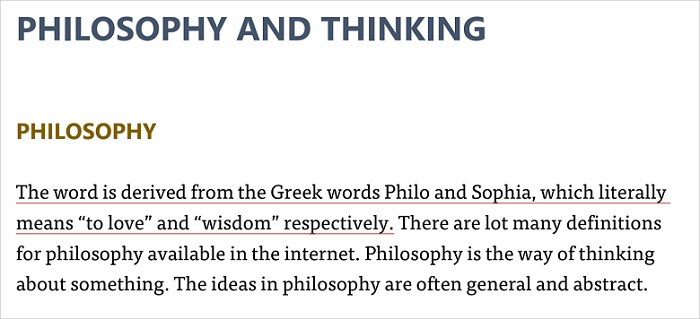 PHILOSOPHY AND THINKING
PHILOSOPHY
The word is derived from the Greek words Philo and Sophia, which literally
means “to love” and “wisdom” respectively. There are lot many definitions
for philosophy available in the internet. Philosophy is the way of thinking
about something. The ideas in philosophy are often general and abstract.